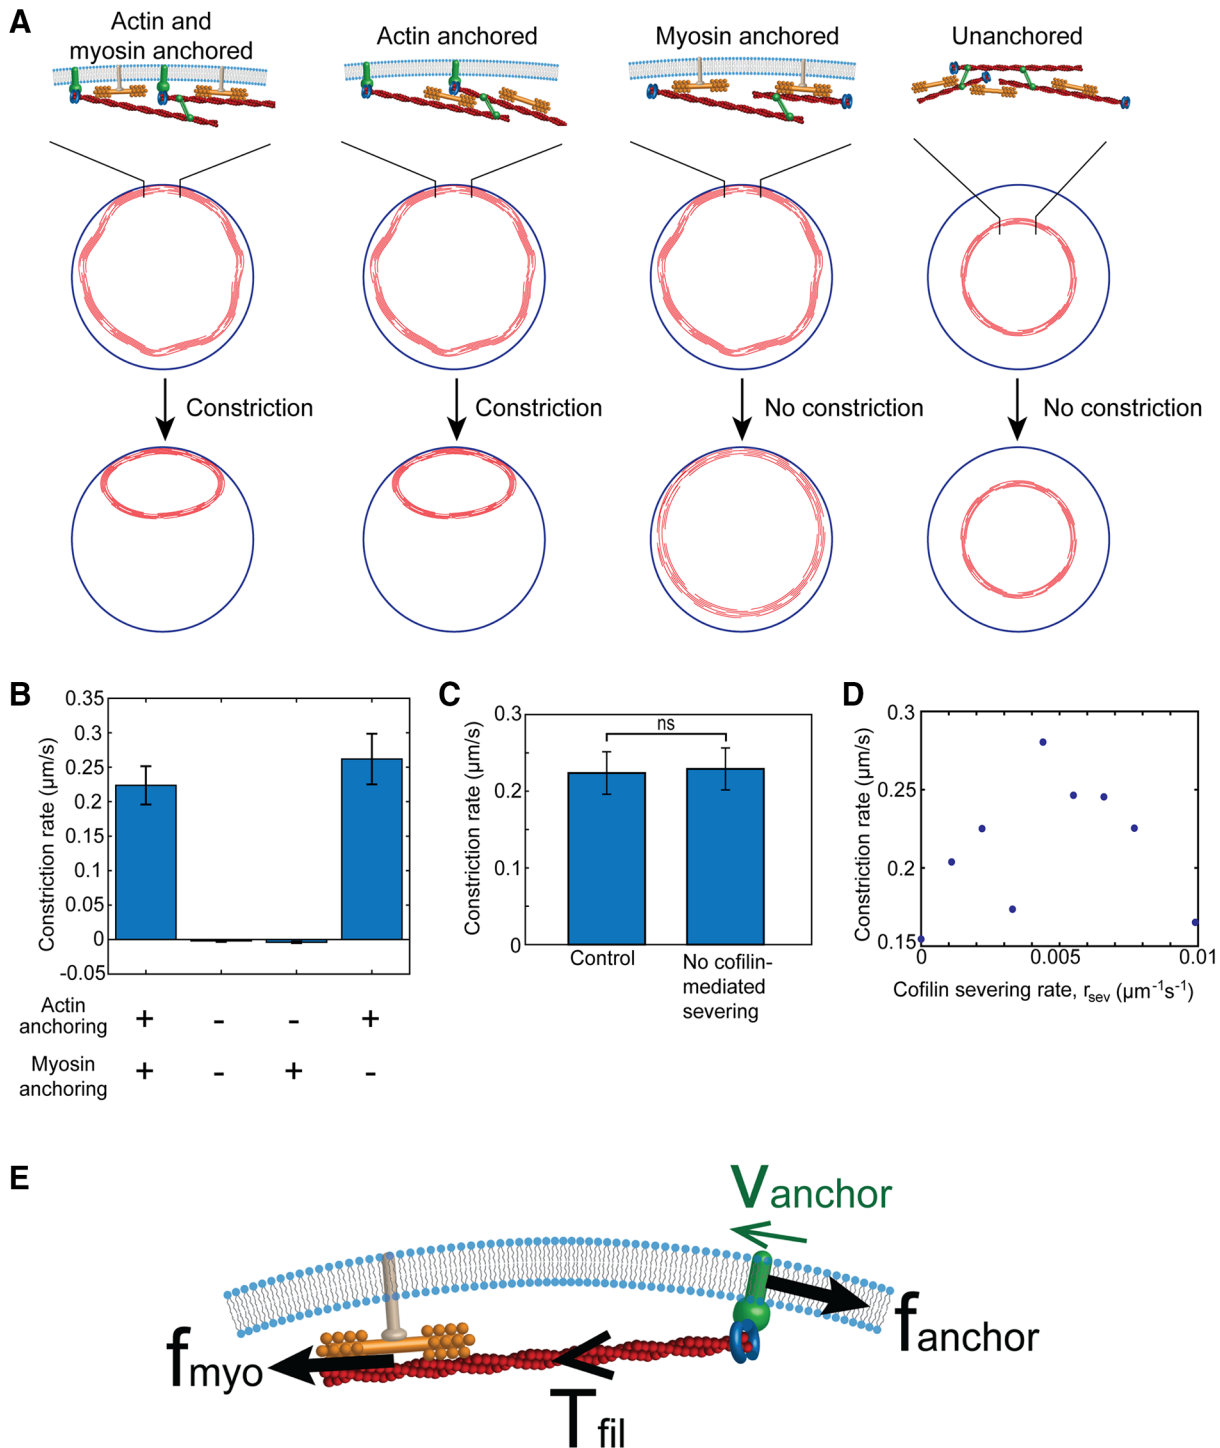 A
Actin and
myosin anchored
Actin anchored
Myosin anchored
Unanchored
Constriction
Constriction
No constriction
No constriction
B
Constriction rate (μm/s)
0.35
0.3
0.25
0.2
0.15
0.1
0.05
0
-0.05
Actin
anchoring
+ - - +
Myosin
anchoring
+ - + -
C
Constriction rate (μm/s)
0.3
0.2
0.1
0
ns
Control
No cofilin-
mediated
severing
D
Constriction rate (μm/s)
0.3
0.25
0.2
0.15
0 0.005 0.01
Cofilin severing rate, rsev (μm⁻¹s⁻¹)
E
Vanchor
fanchor
fmyo
Tfil